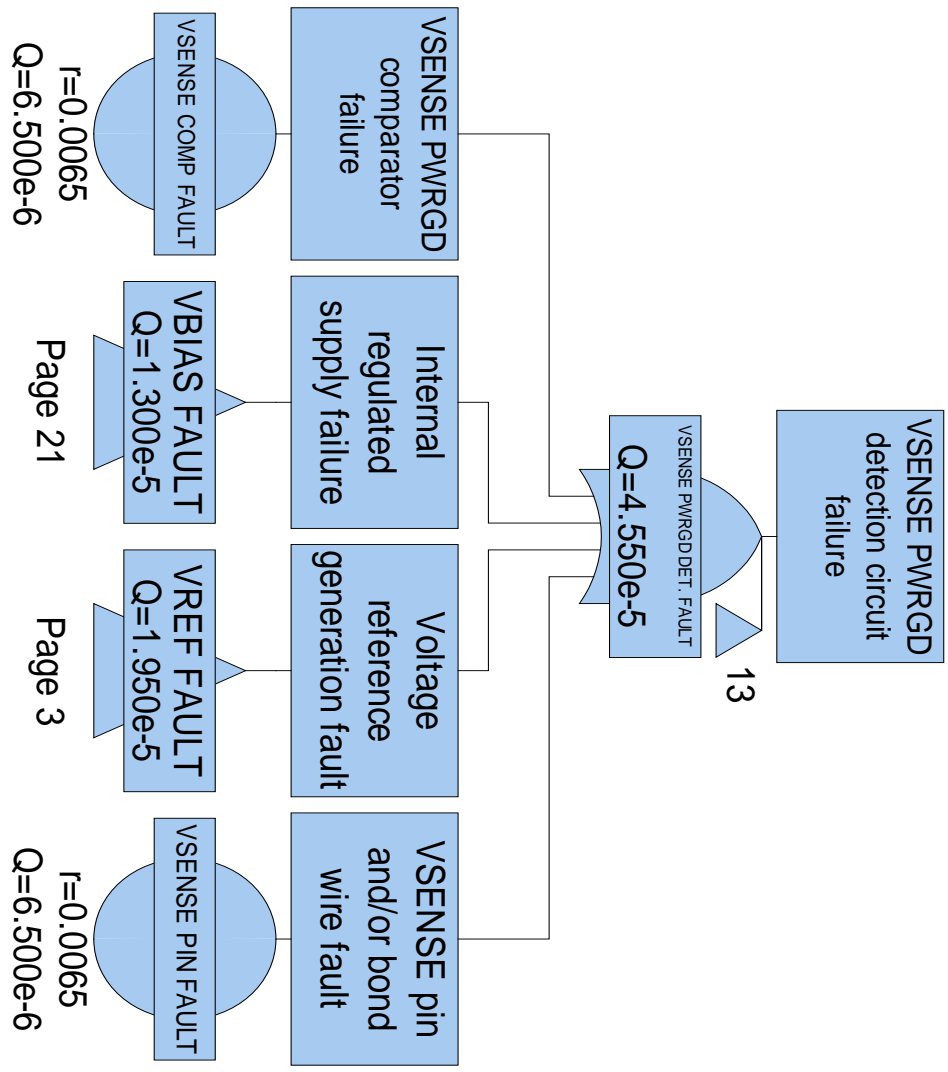 VSENSE PWRGD
detection circuit
failure
13
VSENSE PWRGD DET. FAULT
Q=4.550e-5
VSENSE PWRGD
comparator
failure
Internal
regulated
supply failure
Voltage
reference
generation fault
VSENSE pin
and/or bond
wire fault
VSENSE COMP FAULT
r=0.0065
Q=6.500e-6
VBIAS FAULT
Q=1.300e-5
Page 21
VREF FAULT
Q=1.950e-5
Page 3
VSENSE PIN FAULT
r=0.0065
Q=6.500e-6